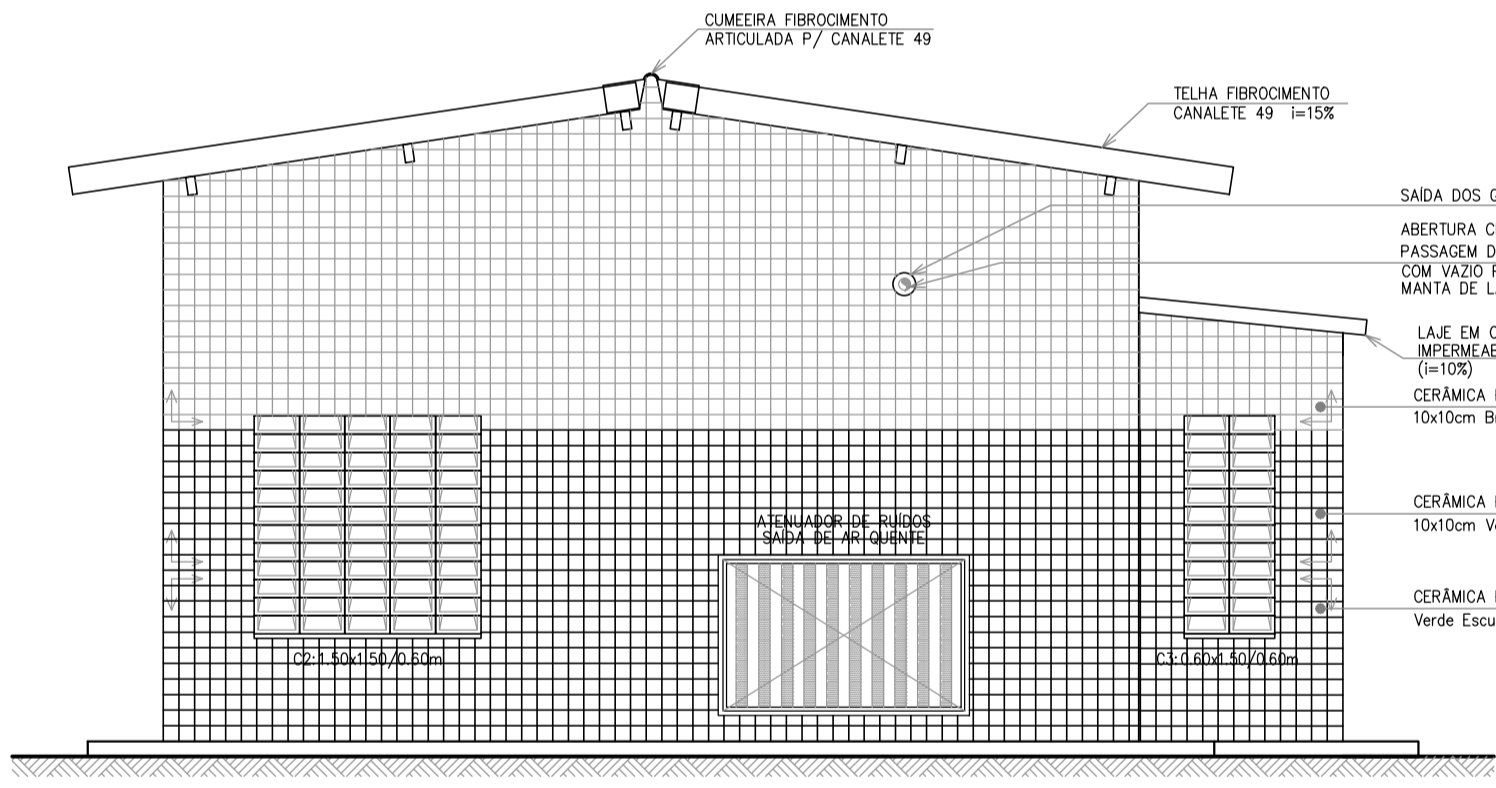 CUMEEIRA FIBROCIMENTO
ARTICULADA P/ CANALETE 49
TELHA FIBROCIMENTO
CANALETE 49 i=15%
SAÍDA DOS
ABERTURA
PASSAGEM
COM VAZIO
MANTA DE
LAJE EM
(i=10%)
CERÂMICA
10x10cm
CERÂMICA
10x10cm
CERÂMICA
Verde
ATENUADOR DE RUÍDOS
SAÍDA DE AR QUENTE
C2:1.50x1.50/0.60m
C3:0.60x1.50/0.60m